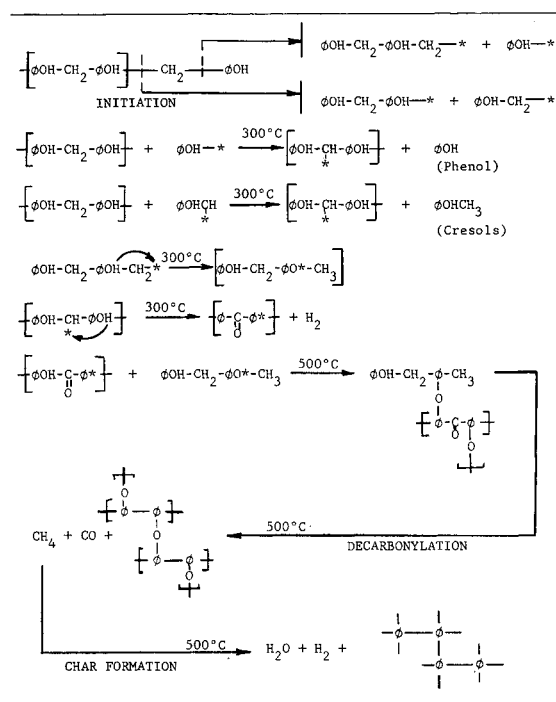 ϕOH-CH₂-ϕOH-CH₂—* + ϕOH—*
[ϕOH-CH₂-ϕOH]—CH₂—ϕOH
INITIATION
ϕOH-CH₂-ϕOH—* + ϕOH-CH₂—*
[ϕOH-CH₂-ϕOH] + ϕOH—* 300°C [ϕOH-CH-ϕOH] + ϕOH
*
(Phenol)
[ϕOH-CH₂-ϕOH] + ϕOHCH 300°C [ϕOH-CH-ϕOH] + ϕOHCH₃
* *
(Cresols)
ϕOH-CH₂-ϕOH-CH₂* 300°C [ϕOH-CH₂-ϕO*-CH₃]
[ϕOH-CH-ϕOH] 300°C [ϕ-C-ϕ*] + H₂
* O
[ϕOH-C-ϕ*] + ϕOH-CH₂-ϕO*-CH₃ 500°C ϕOH-CH₂-ϕ-CH₃
O O
[ϕ-C-ϕ]
O O
O
[ϕ-ϕ]
CH₄ + CO + O 500°C
DECARBONYLATION
[ϕ-ϕ]
O
500°C H₂O + H₂ + —ϕ—ϕ—
CHAR FORMATION
—ϕ—ϕ—